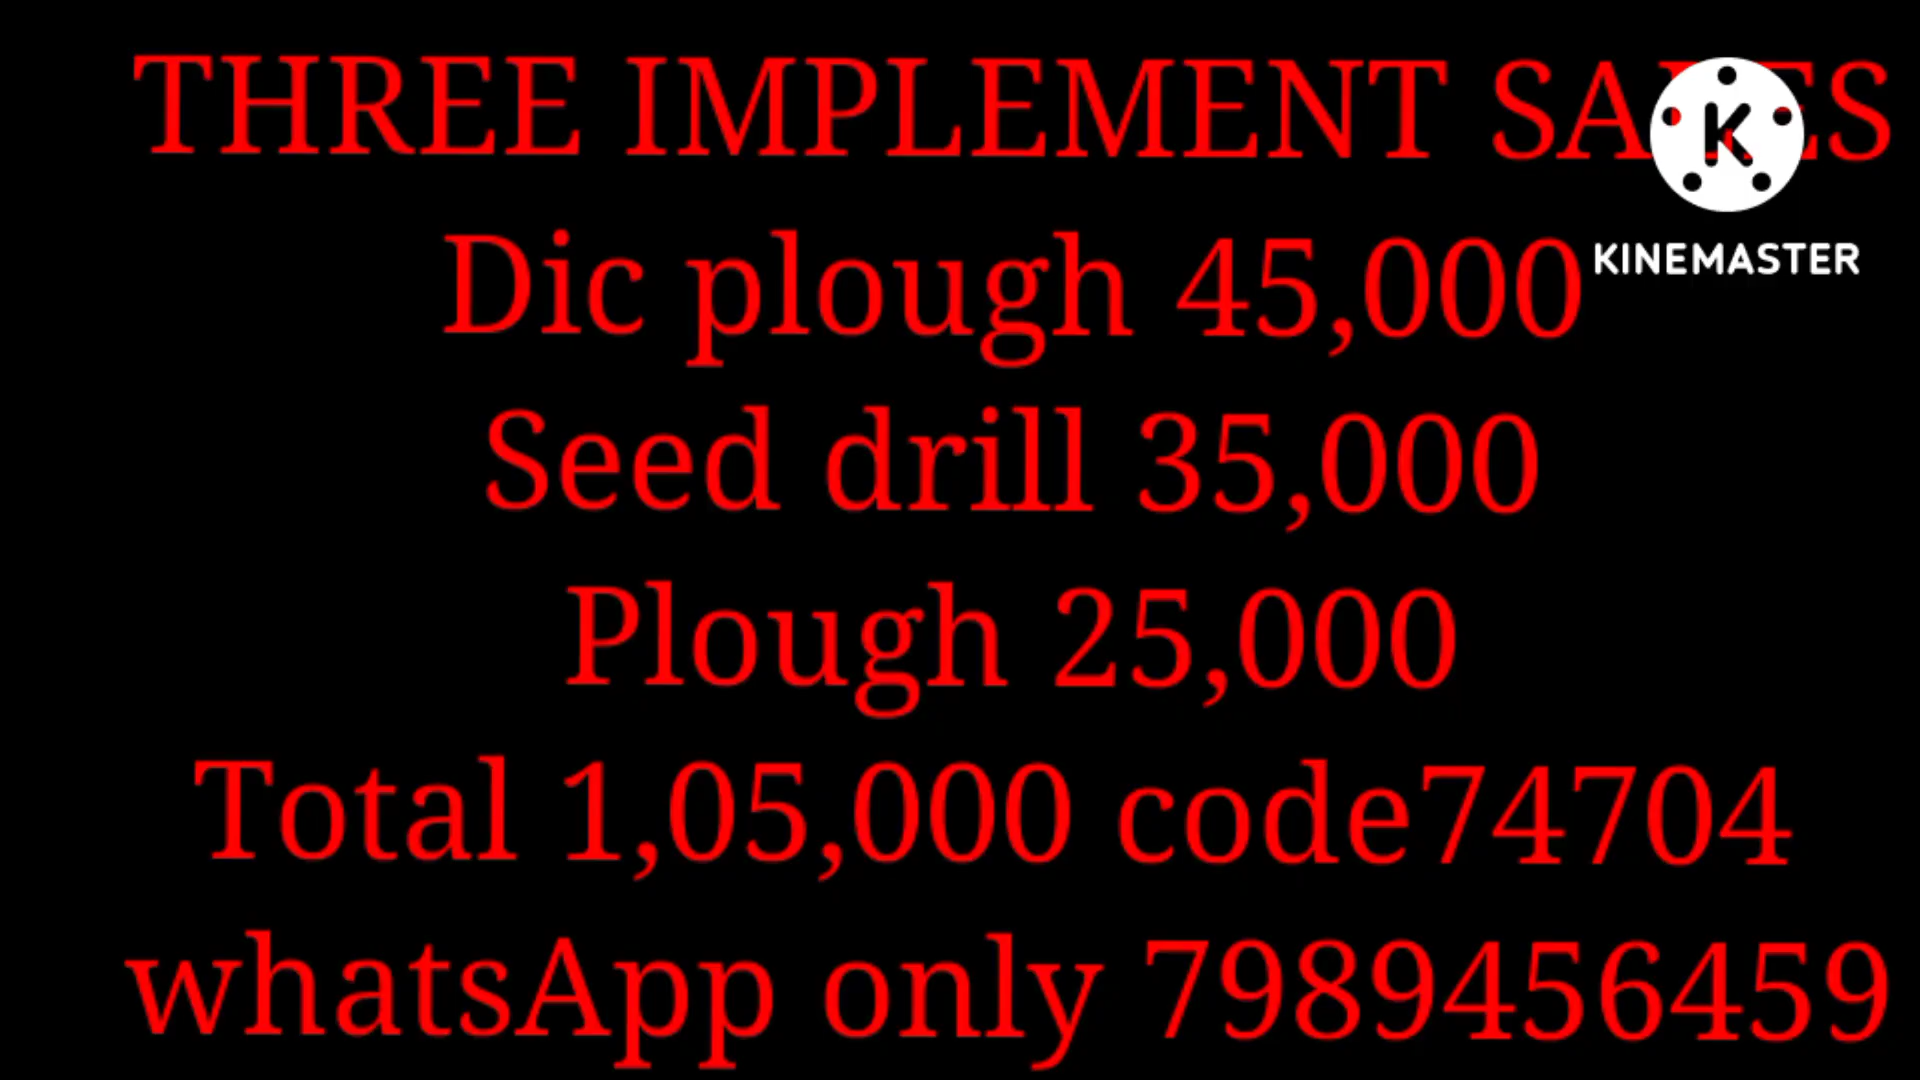 THREE IMPLEMENT SALES
Dic plough 45,000
KINEMASTER
Seed drill 35,000
Plough 25,000
Total 1,05,000 code74704
whatsApp only 7989456459